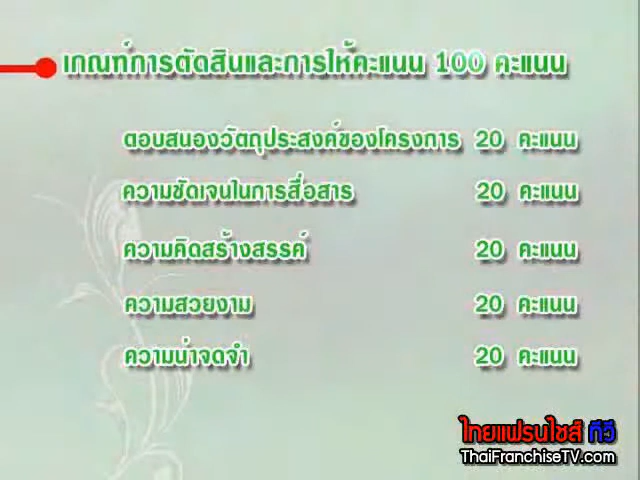 เกณฑ์การตัดสินและการให้คะแนน 100 คะแนน
ตอบสนองวัตถุประสงค์ของโครงการ 20 คะแนน
ความชัดเจนในการสื่อสาร 20 คะแนน
ความคิดสร้างสรรค์ 20 คะแนน
ความสวยงาม 20 คะแนน
ความน่าจดจำ 20 คะแนน
ไทยแฟรนไชส์ ทีวี
ThaiFranchiseTV.com